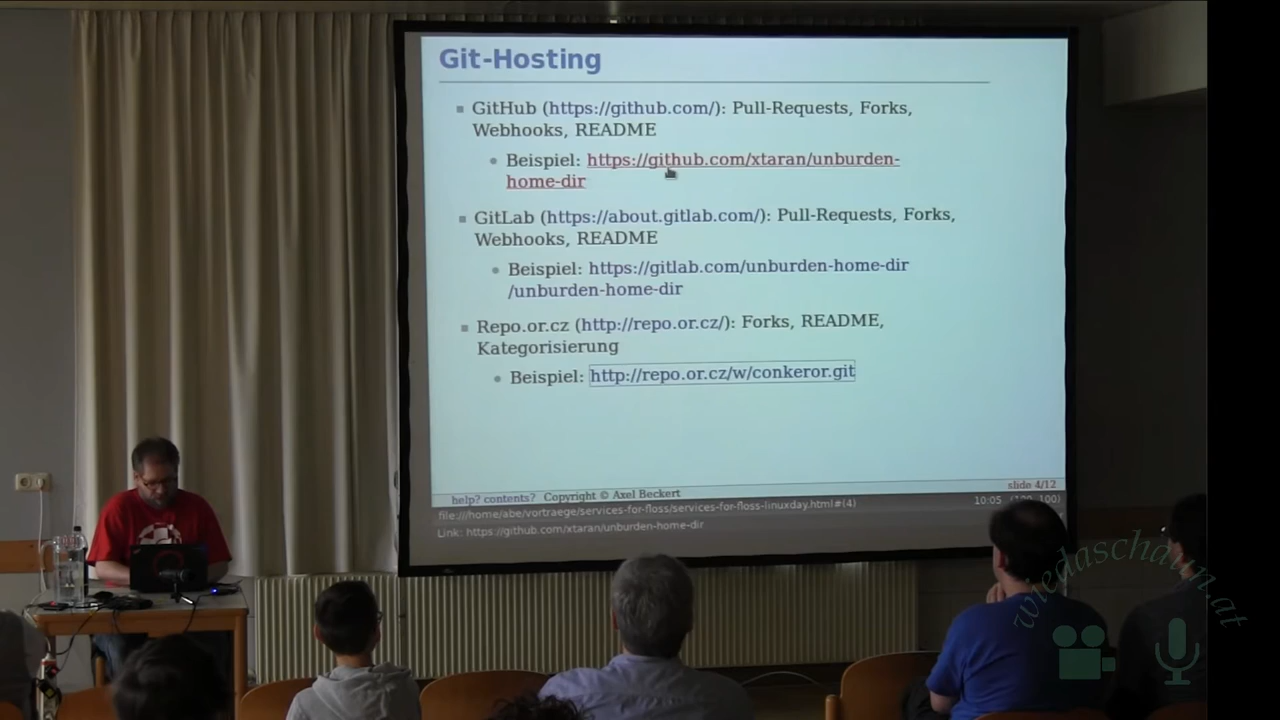 Git-Hosting
GitHub (https://github.com/): Pull-Requests, Forks,
Webhooks, README
Beispiel: https://github.com/xtaran/unburden-
home-dir
GitLab (https://about.gitlab.com/): Pull-Requests, Forks,
Webhooks, README
Beispiel: https://gitlab.com/unburden-home-dir
/unburden-home-dir
Repo.or.cz (http://repo.or.cz/): Forks, README,
Kategorisierung
Beispiel: http://repo.or.cz/w/conkeror.git
help? contents? Copyright © Axel Beckert
slide 4/12
file:///home/abe/vortraege/services-for-floss/services-for-floss-linuxday.html#(4)
10:05 (120, 100)
Link: https://github.com/xtaran/unburden-home-dir
wiedaschaun.at